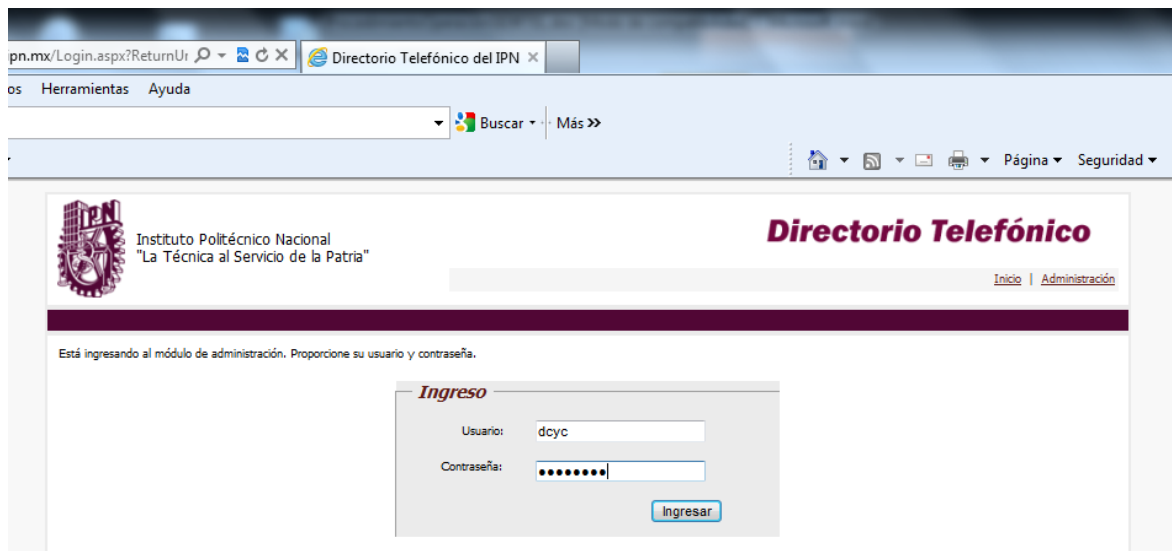 pn.mx/Login.aspx?ReturnUr
Directorio Telefónico del IPN
os Herramientas Ayuda
Buscar Más
Página Seguridad
IPN
Instituto Politécnico Nacional
"La Técnica al Servicio de la Patria"
Directorio Telefónico
Inicio | Administración
Está ingresando al módulo de administración. Proporcione su usuario y contraseña.
Ingreso
Usuario: dcyc
Contraseña: ••••••••
Ingresar